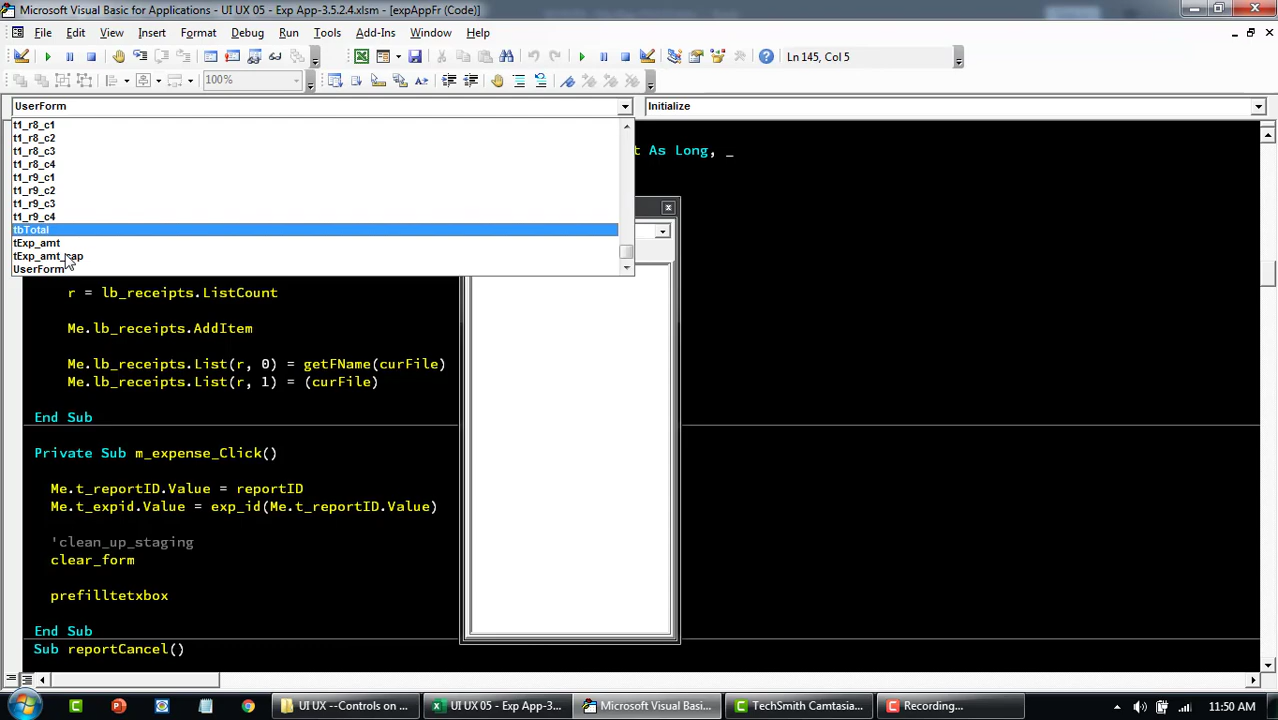 Microsoft Visual Basic for Applications - UI UX 05 - Exp App-3.5.2.4.xlsm - [expAppFr (Code)]
File Edit View Insert Format Debug Run Tools Add-Ins Window Help
Ln 145, Col 5
100%
UserForm Initialize
t1_r8_c1
t1_r8_c2
t1_r8_c3
t1_r8_c4
t1_r9_c1
t1_r9_c2
t1_r9_c3
t1_r9_c4
tbTotal
tExp_amt
UserForm
t As Long, _
r = lb_receipts.ListCount
Me.lb_receipts.AddItem
Me.lb_receipts.List(r, 0) = getFName(curFile)
Me.lb_receipts.List(r, 1) = (curFile)
End Sub
Private Sub m_expense_Click()
Me.t_reportID.Value = reportID
Me.t_expid.Value = exp_id(Me.t_reportID.Value)
'clean_up_staging
clear_form
prefilltetxbox
End Sub
Sub reportCancel()
UI UX --Controls on ... UI UX 05 - Exp App-3... Microsoft Visual Basi... TechSmith Camtasia... Recording...
11:50 AM